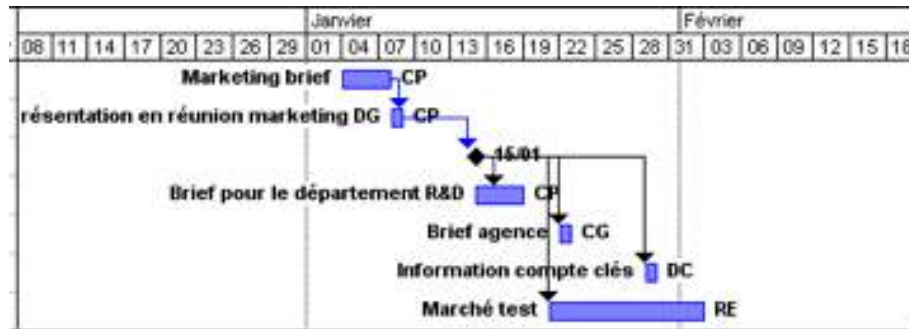 Janvier Février
08 11 14 17 20 23 26 29 01 04 07 10 13 16 19 22 25 28 31 03 06 09 12 15 18
Marketing brief CP
résentation en réunion marketing DG CP
15/01
Brief pour le département R&D CP
Brief agence CG
Information compte clés DC
Marché test RE